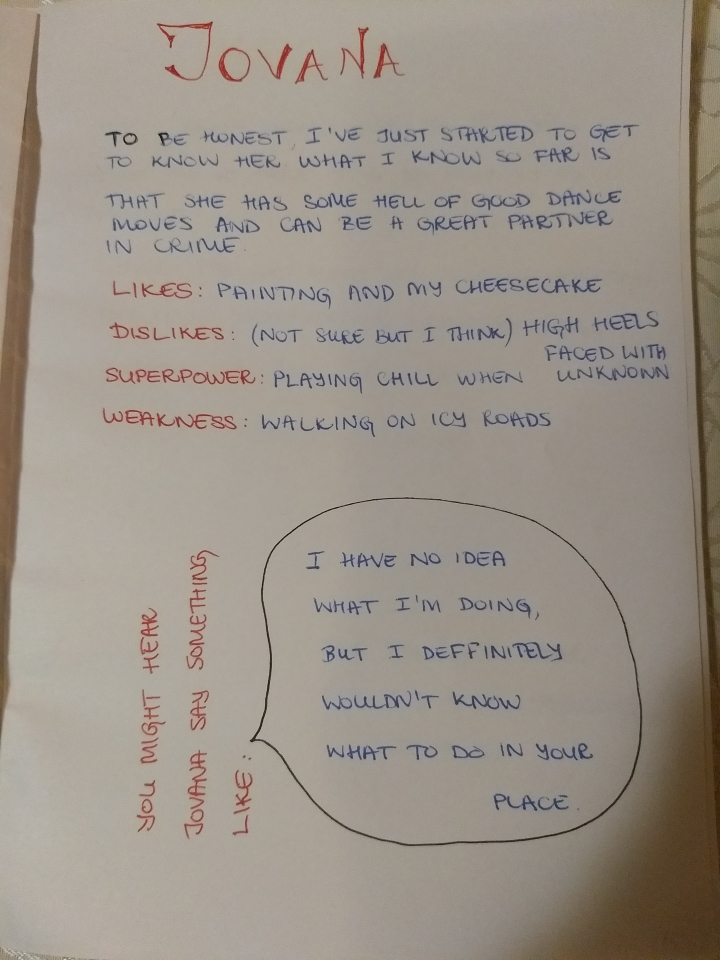 JOVANA
TO BE HONEST, I'VE JUST STARTED TO GET
TO KNOW HER WHAT I KNOW SO FAR IS
THAT SHE HAS SOME HELL OF GOOD DANCE
MOVES AND CAN BE A GREAT PARTNER
IN CRIME.
LIKES: PAINTING AND MY CHEESECAKE
DISLIKES: (NOT SURE BUT I THINK) HIGH HEELS
SUPERPOWER: PLAYING CHILL WHEN FACED WITH
UNKNONN
WEAKNESS: WALKING ON ICY ROADS
YOU MIGHT HEAR
JOVANA SAY SOMETHING
LIKE:
I HAVE NO IDEA
WHAT I'M DOING,
BUT I DEFFINITELY
WOULDN'T KNOW
WHAT TO DO IN YOUR
PLACE.